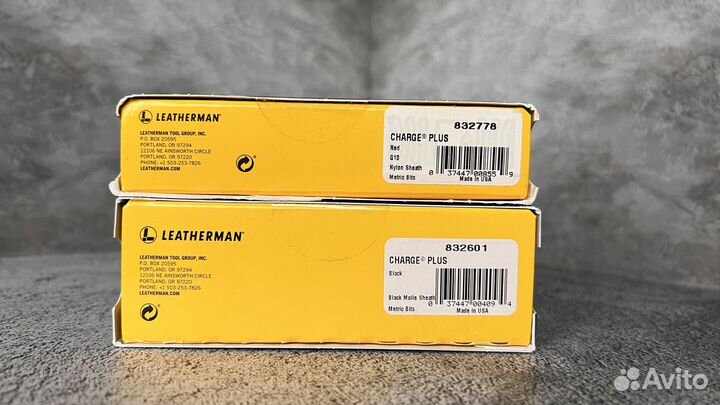 LEATHERMAN®
LEATHERMAN TOOL GROUP, INC.
P.O. BOX 20595
PORTLAND, OR 97294
12106 NE AINSWORTH CIRCLE
PORTLAND, OR 97220
PHONE: +1 503-253-7826
LEATHERMAN.COM
832778
CHARGE® PLUS
Red
G10
Nylon Sheath
Metric Bits
0 37447 00855 9
Made in USA
LEATHERMAN®
LEATHERMAN TOOL GROUP, INC.
P.O. BOX 20595
PORTLAND, OR 97294
12106 NE AINSWORTH CIRCLE
PORTLAND, OR 97220
PHONE: +1 503-253-7826
LEATHERMAN.COM
832601
CHARGE® PLUS
Black
Black Molle Sheath
Metric Bits
0 37447 00409 4
Made in USA
Avito